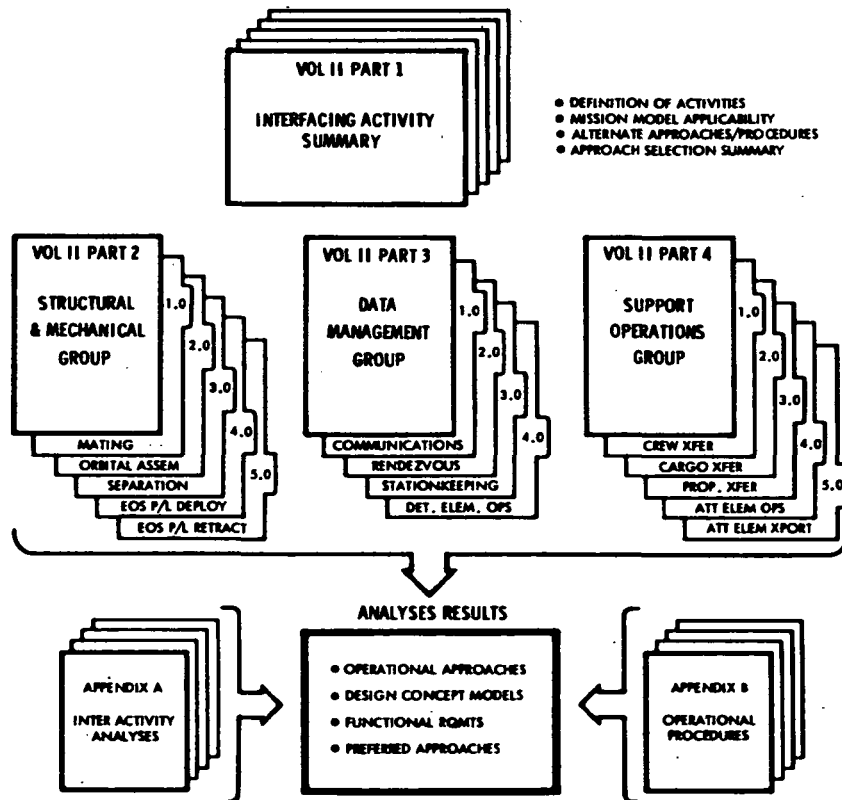 VOL II PART 1
INTERFACING ACTIVITY
SUMMARY
● DEFINITION OF ACTIVITIES
● MISSION MODEL APPLICABILITY
● ALTERNATE APPROACHES/PROCEDURES
● APPROACH SELECTION SUMMARY
VOL II PART 2
STRUCTURAL
& MECHANICAL
GROUP
1.0
2.0
3.0
4.0
5.0
MATING
ORBITAL ASSEM
SEPARATION
EOS P/L DEPLOY
EOS P/L RETRACT
VOL II PART 3
DATA
MANAGEMENT
GROUP
1.0
2.0
3.0
4.0
COMMUNICATIONS
RENDEZVOUS
STATIONKEEPING
DET. ELEM. OPS
VOL II PART 4
SUPPORT
OPERATIONS
GROUP
1.0
2.0
3.0
4.0
5.0
CREW XFER
CARGO XFER
PROP. XFER
ATT ELEM OPS
ATT ELEM XPORT
ANALYSES RESULTS
APPENDIX A
INTER ACTIVITY
ANALYSES
● OPERATIONAL APPROACHES
● DESIGN CONCEPT MODELS
● FUNCTIONAL RQMTS
● PREFERRED APPROACHES
APPENDIX B
OPERATIONAL
PROCEDURES